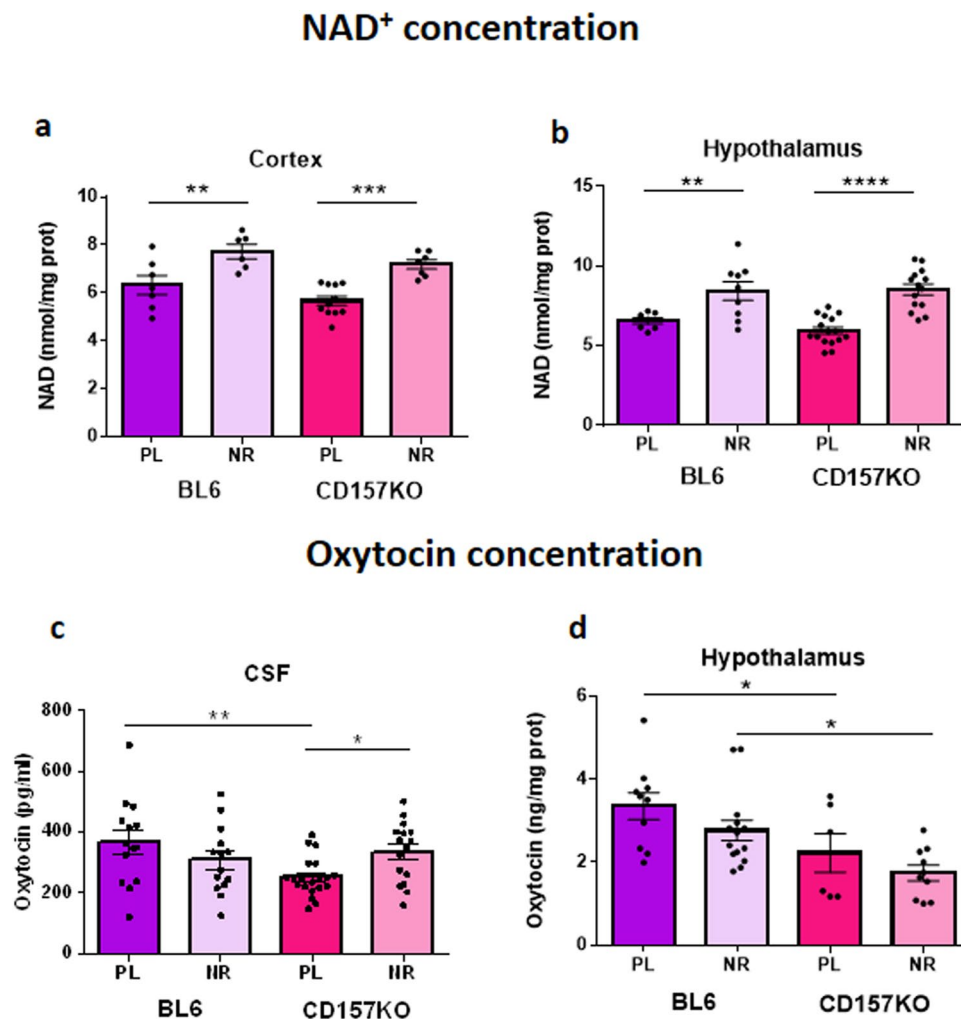 NAD⁺ concentration
a
Cortex
**
***
NAD (nmol/mg prot)
10
8
6
4
2
0
PL
NR
PL
NR
BL6
CD157KO
b
Hypothalamus
**
****
NAD (nmol/mg prot)
15
10
5
0
PL
NR
PL
NR
BL6
CD157KO
Oxytocin concentration
c
CSF
**
*
Oxytocin (pg/ml)
800
600
400
200
0
PL
NR
PL
NR
BL6
CD157KO
d
Hypothalamus
*
*
Oxytocin (ng/mg prot)
6
4
2
0
PL
NR
PL
NR
BL6
CD157KO